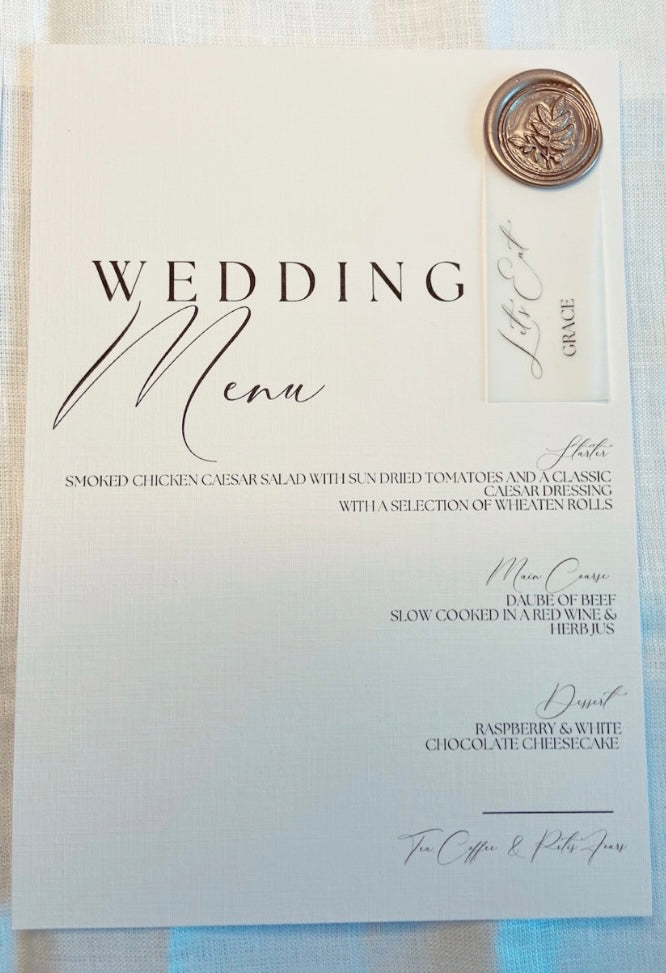 WEDDING
Menu
Let's Eat
GRACE
Starter
SMOKED CHICKEN CAESAR SALAD WITH SUN DRIED TOMATOES AND A CLASSIC
CAESAR DRESSING
WITH A SELECTION OF WHEATEN ROLLS
Main Course
DAUBE OF BEEF
SLOW COOKED IN A RED WINE &
HERB JUS
Dessert
RASPBERRY & WHITE
CHOCOLATE CHEESECAKE
Tea Coffee & Petis Fours